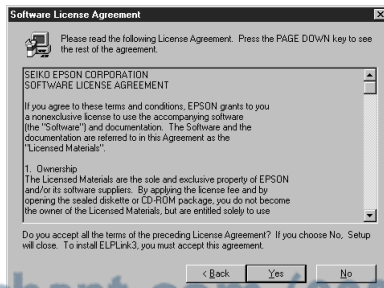 Software License Agreement
Please read the following License Agreement. Press the PAGE DOWN key to see
the rest of the agreement.
SEIKO EPSON CORPORATION
SOFTWARE LICENSE AGREEMENT
If you agree to these terms and conditions, EPSON grants to you
a nonexclusive license to use the accompanying software
(the "Software") and documentation. The Software and the
documentation are referred to in this Agreement as the
"Licensed Materials".
1. Ownership
The Licensed Materials are the sole and exclusive property of EPSON
and/or its software suppliers. By applying the license fee and by
opening the sealed diskette or CD-ROM package, you do not become
the owner of the Licensed Materials, but are entitled solely to use
Do you accept all the terms of the preceding License Agreement? If you choose No, Setup
will close. To install ELPLink3, you must accept this agreement.
< Back Yes No